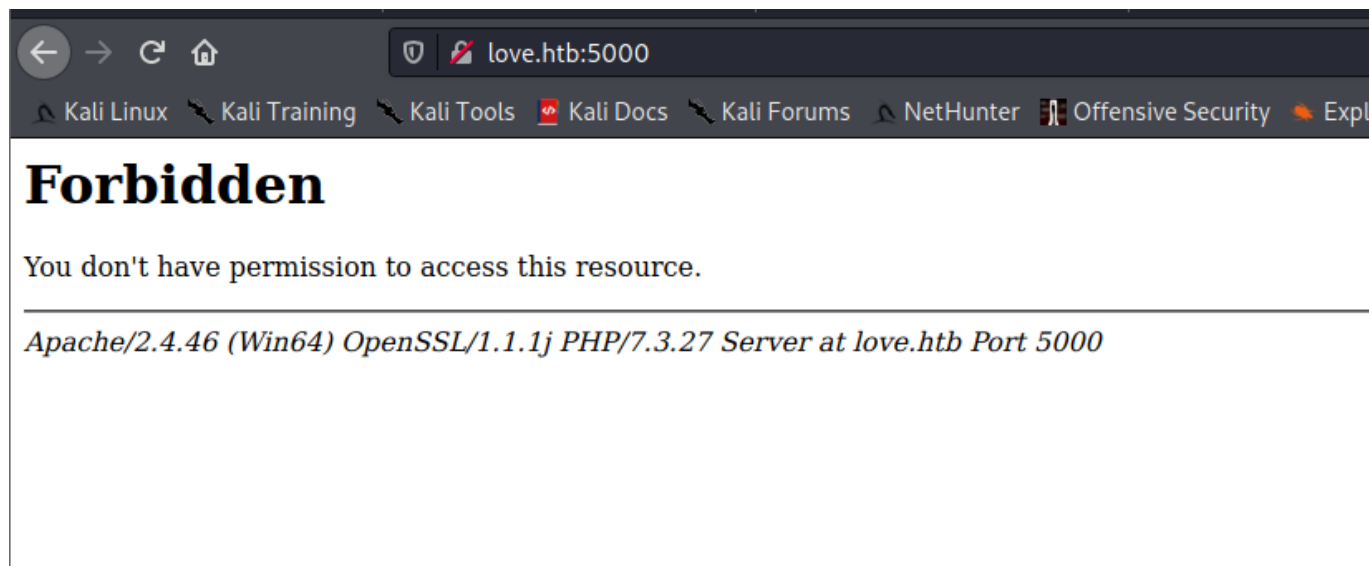 love.htb:5000
Kali Linux Kali Training Kali Tools Kali Docs Kali Forums NetHunter Offensive Security Expl
Forbidden
You don't have permission to access this resource.
Apache/2.4.46 (Win64) OpenSSL/1.1.1j PHP/7.3.27 Server at love.htb Port 5000